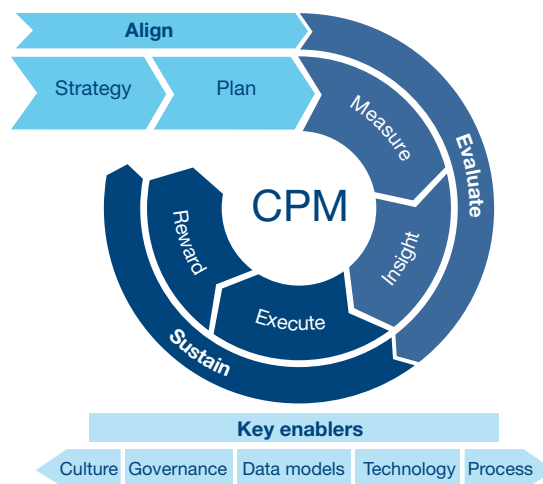 Align
Strategy
Plan
Measure
Evaluate
CPM
Insight
Reward
Execute
Sustain
Key enablers
Culture
Governance
Data models
Technology
Process